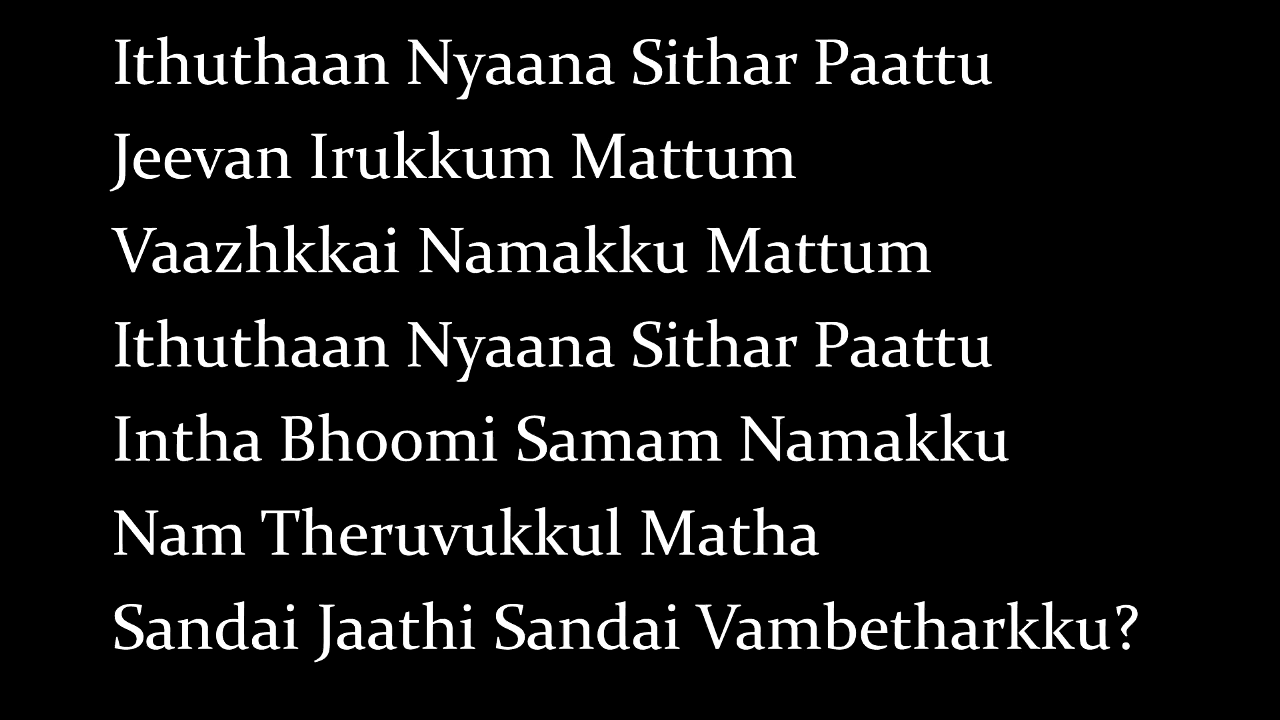 Ithuthaan Nyaana Sithar Paattu
Jeevan Irukkum Mattum
Vaazhkkai Namakku Mattum
Ithuthaan Nyaana Sithar Paattu
Intha Bhoomi Samam Namakku
Nam Theruvukkul Matha
Sandai Jaathi Sandai Vambetharkku?